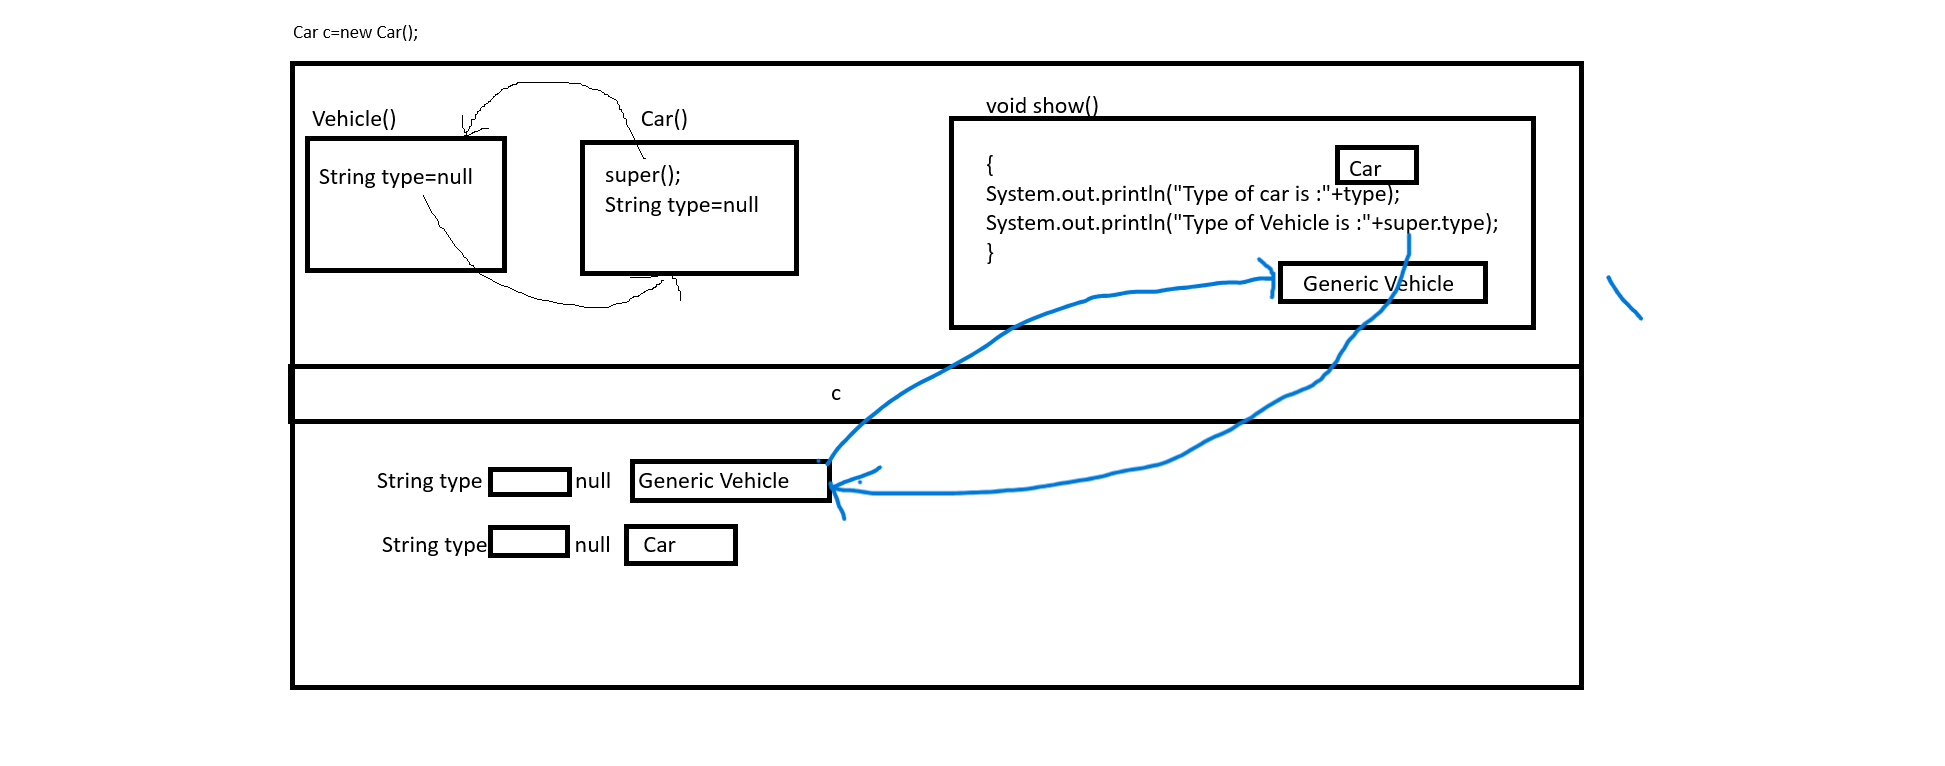 Car c=new Car();
Vehicle()
String type=null
Car()
super();
String type=null
void show()
{
Car
System.out.println("Type of car is :"+type);
System.out.println("Type of Vehicle is :"+super.type);
}
Generic Vehicle
c
String type null Generic Vehicle
String type null Car